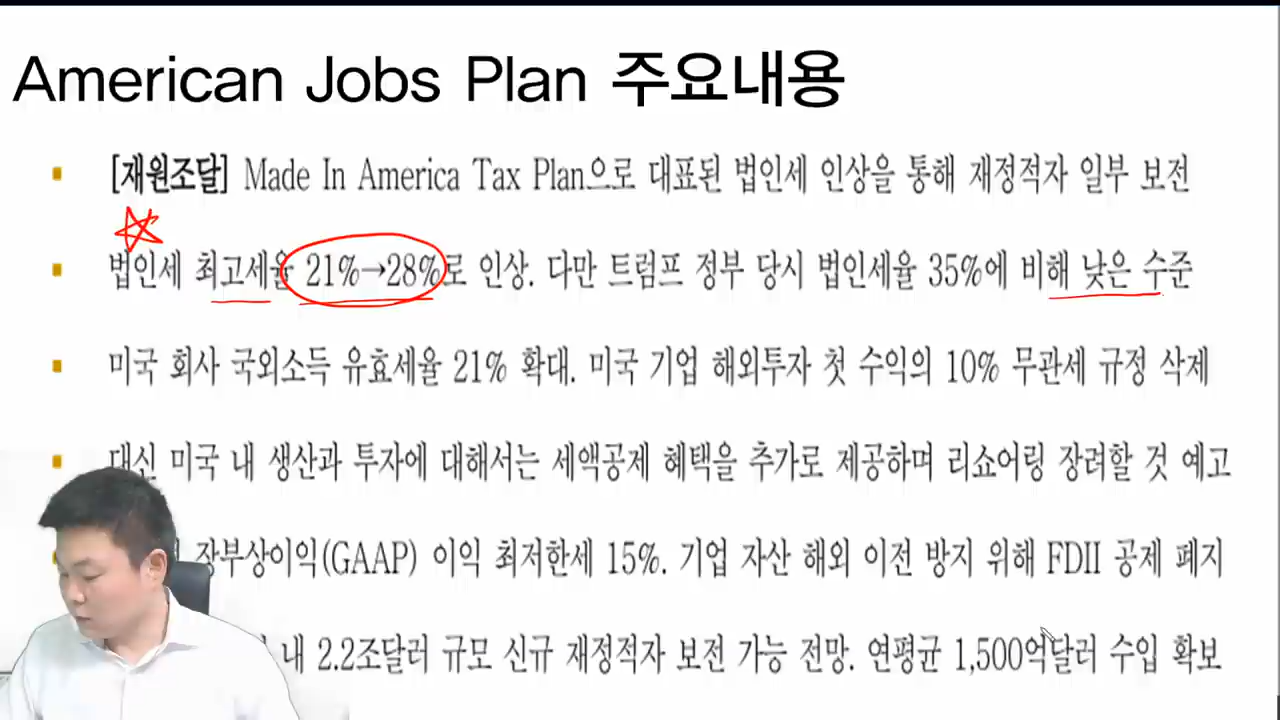 American Jobs Plan 주요내용
[재원조달] Made In America Tax Plan으로 대표된 법인세 인상을 통해 재정적자 일부 보전
법인세 최고세율 21%→28%로 인상. 다만 트럼프 정부 당시 법인세율 35%에 비해 낮은 수준
미국 회사 국외소득 유효세율 21% 확대. 미국 기업 해외투자 첫 수익의 10% 무관세 규정 삭제
대신 미국 내 생산과 투자에 대해서는 세액공제 혜택을 추가로 제공하며 리쇼어링 장려할 것 예고
장부상이익(GAAP) 이익 최저한세 15%. 기업 자산 해외 이전 방지 위해 FDII 공제 폐지
내 2.2조달러 규모 신규 재정적자 보전 가능 전망. 연평균 1,500억달러 수입 확보